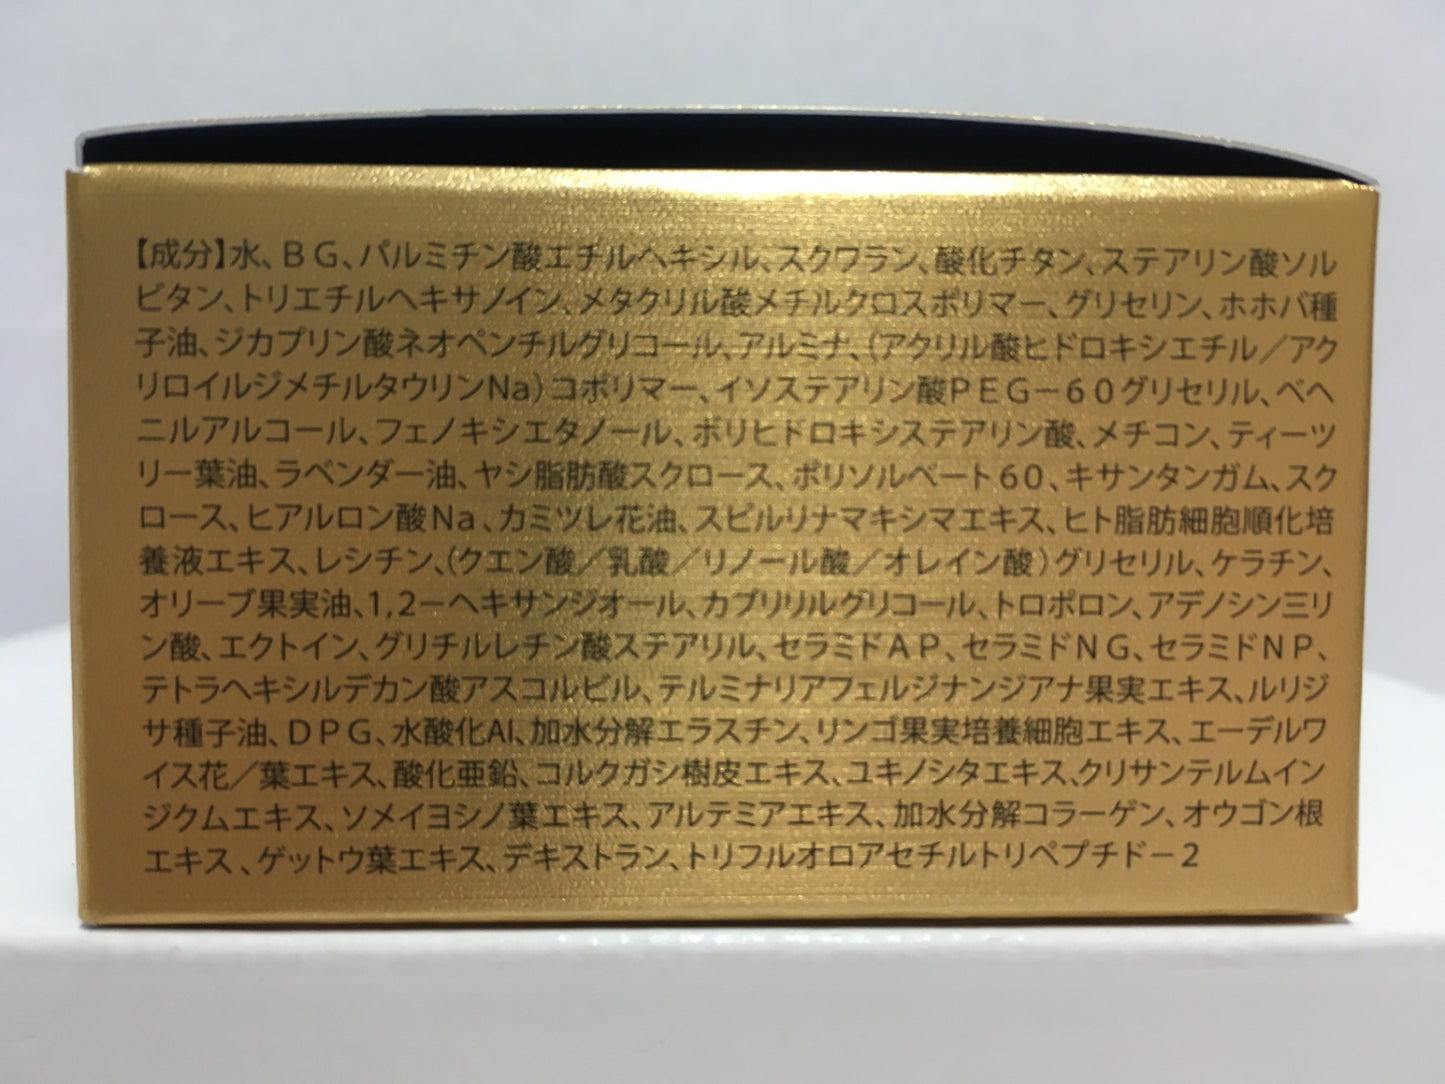 【成分】水、ＢＧ、パルミチン酸エチルヘキシル、スクワラン、酸化チタン、ステアリン酸ソル
ビタン、トリエチルヘキサノイン、メタクリル酸メチルクロスポリマー、グリセリン、ホホバ種
子油、ジカプリン酸ネオペンチルグリコール、アルミナ、（アクリル酸ヒドロキシエチル／アク
リロイルジメチルタウリンNa）コポリマー、イソステアリン酸ＰＥＧ－６０グリセリル、ベヘ
ニルアルコール、フェノキシエタノール、ポリヒドロキシステアリン酸、メチコン、ティーツ
リー葉油、ラベンダー油、ヤシ脂肪酸スクロース、ポリソルベート６０、キサンタンガム、スク
ロース、ヒアルロン酸Ｎａ、カミツレ花油、スピルリナマキシマエキス、ヒト脂肪細胞順化培
養液エキス、レシチン、（クエン酸／乳酸／リノール酸／オレイン酸）グリセリル、ケラチン、
オリーブ果実油、1,2－ヘキサンジオール、カプリリルグリコール、トロポロン、アデノシン三リ
ン酸、エクトイン、グリチルレチン酸ステアリル、セラミドＡＰ、セラミドＮＧ、セラミドＮＰ、
テトラヘキシルデカン酸アスコルビル、テルミナリアフェルジナンジアナ果実エキス、ルリジ
サ種子油、ＤＰＧ、水酸化Al、加水分解エラスチン、リンゴ果実培養細胞エキス、エーデルワ
イス花／葉エキス、酸化亜鉛、コルクガシ樹皮エキス、ユキノシタエキス、クリサンテルムイン
ジクムエキス、ソメイヨシノ葉エキス、アルテミアエキス、加水分解コラーゲン、オウゴン根
エキス、ゲットウ葉エキス、デキストラン、トリフルオロアセチルトリペプチド－２